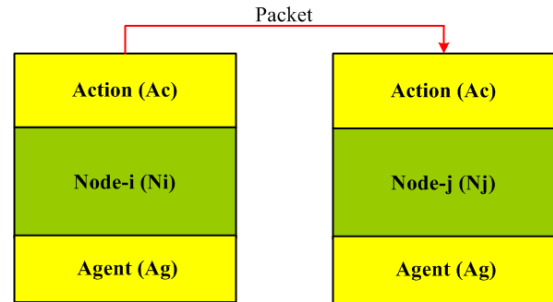 Packet
Action (Ac)
Node-i (Ni)
Agent (Ag)
Action (Ac)
Node-j (Nj)
Agent (Ag)